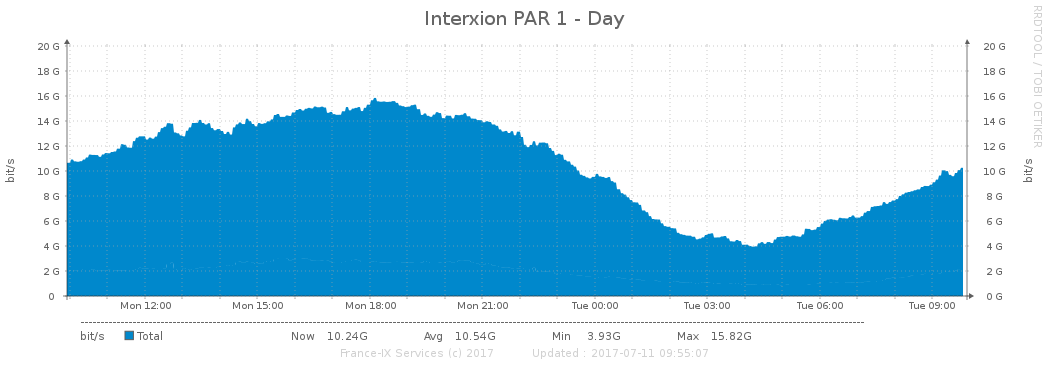 Interxion PAR 1 - Day
RRDTOOL / TOBI OETIKER
bit/s
20 G 20 G
18 G 18 G
16 G 16 G
14 G 14 G
12 G 12 G
10 G 10 G
8 G 8 G
6 G 6 G
4 G 4 G
2 G 2 G
0 0 G
bit/s
Mon 12:00 Mon 15:00 Mon 18:00 Mon 21:00 Tue 00:00 Tue 03:00 Tue 06:00 Tue 09:00
bit/s Total Now 10.24G Avg 10.54G Min 3.93G Max 15.82G
France-IX Services (c) 2017 Updated : 2017-07-11 09:55:07